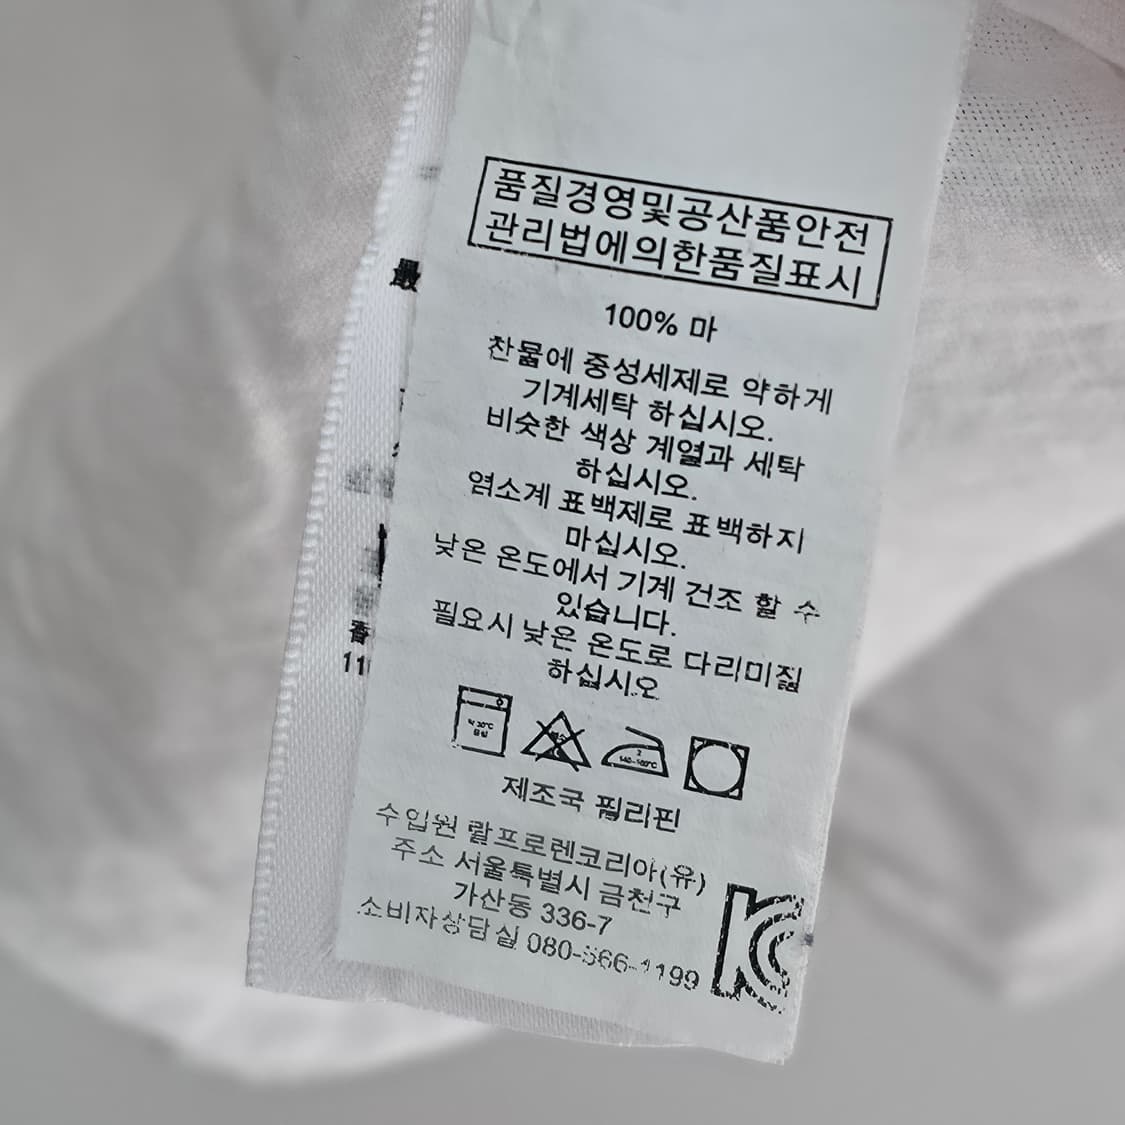 품질경영및공산품안전
관리법에의한품질표시
100% 마
찬물에 중성세제로 약하게
기계세탁 하십시오.
비슷한 색상 계열과 세탁
하십시오.
염소계 표백제로 표백하지
마십시오.
낮은 온도에서 기계 건조 할 수
있습니다.
필요시 낮은 온도로 다리미질
하십시오
약 30℃
중성
제조국 필리핀
수입원 랄프로렌코리아(유)
주소 서울특별시 금천구
가산동 336-7
소비자상담실 080-566-1199
最
香
11